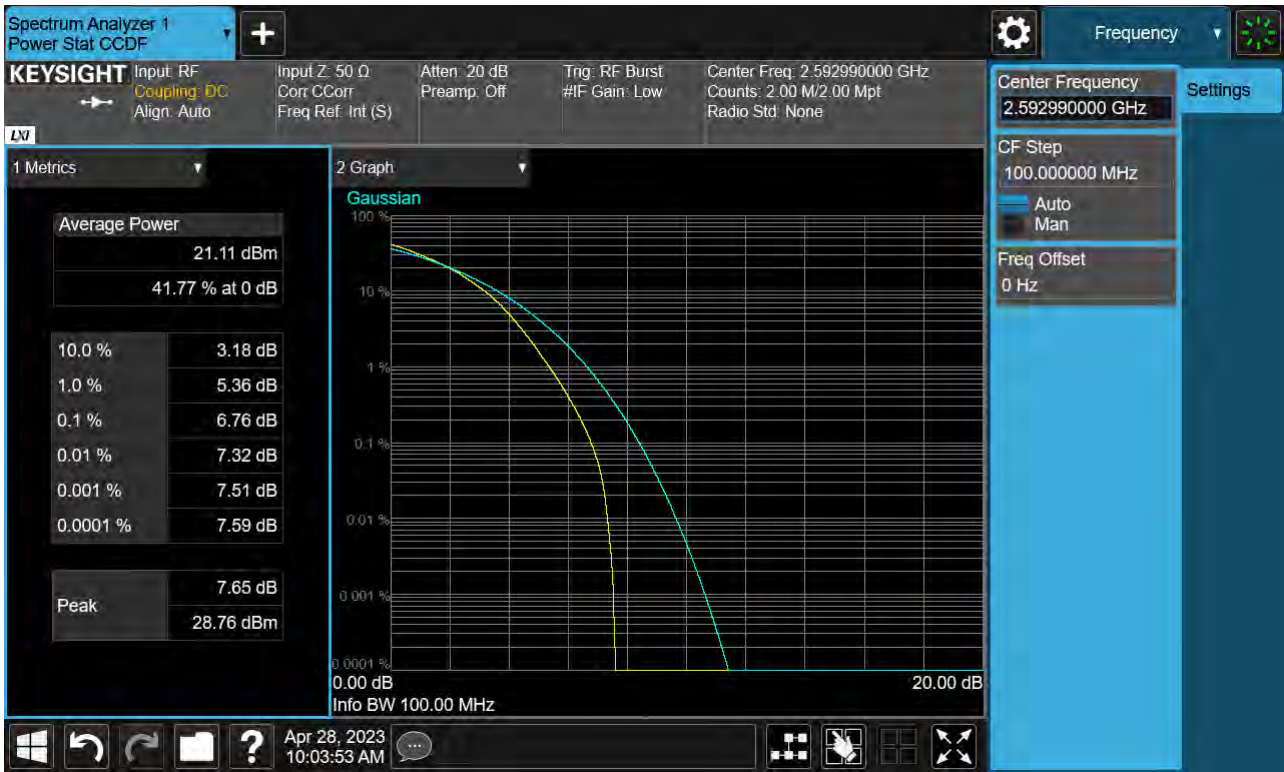 Spectrum Analyzer 1
Power Stat CCDF
Frequency
KEYSIGHT
Input: RF
Coupling: DC
Align: Auto
Input Z: 50 Ω
Corr CCorr
Freq Ref: Int (S)
Atten: 20 dB
Preamp: Off
Trig: RF Burst
#IF Gain: Low
Center Freq: 2.592990000 GHz
Counts: 2.00 M/2.00 Mpt
Radio Std: None
LXI
Center Frequency
2.592990000 GHz
Settings
CF Step
100.000000 MHz
Auto
Man
Freq Offset
0 Hz
1 Metrics
Average Power
21.11 dBm
41.77 % at 0 dB
10.0 % 3.18 dB
1.0 % 5.36 dB
0.1 % 6.76 dB
0.01 % 7.32 dB
0.001 % 7.51 dB
0.0001 % 7.59 dB
Peak
7.65 dB
28.76 dBm
2 Graph
Gaussian
100 %
10 %
1 %
0.1 %
0.01 %
0.001 %
0.0001 %
0.00 dB 20.00 dB
Info BW 100.00 MHz
?
Apr 28, 2023
10:03:53 AM